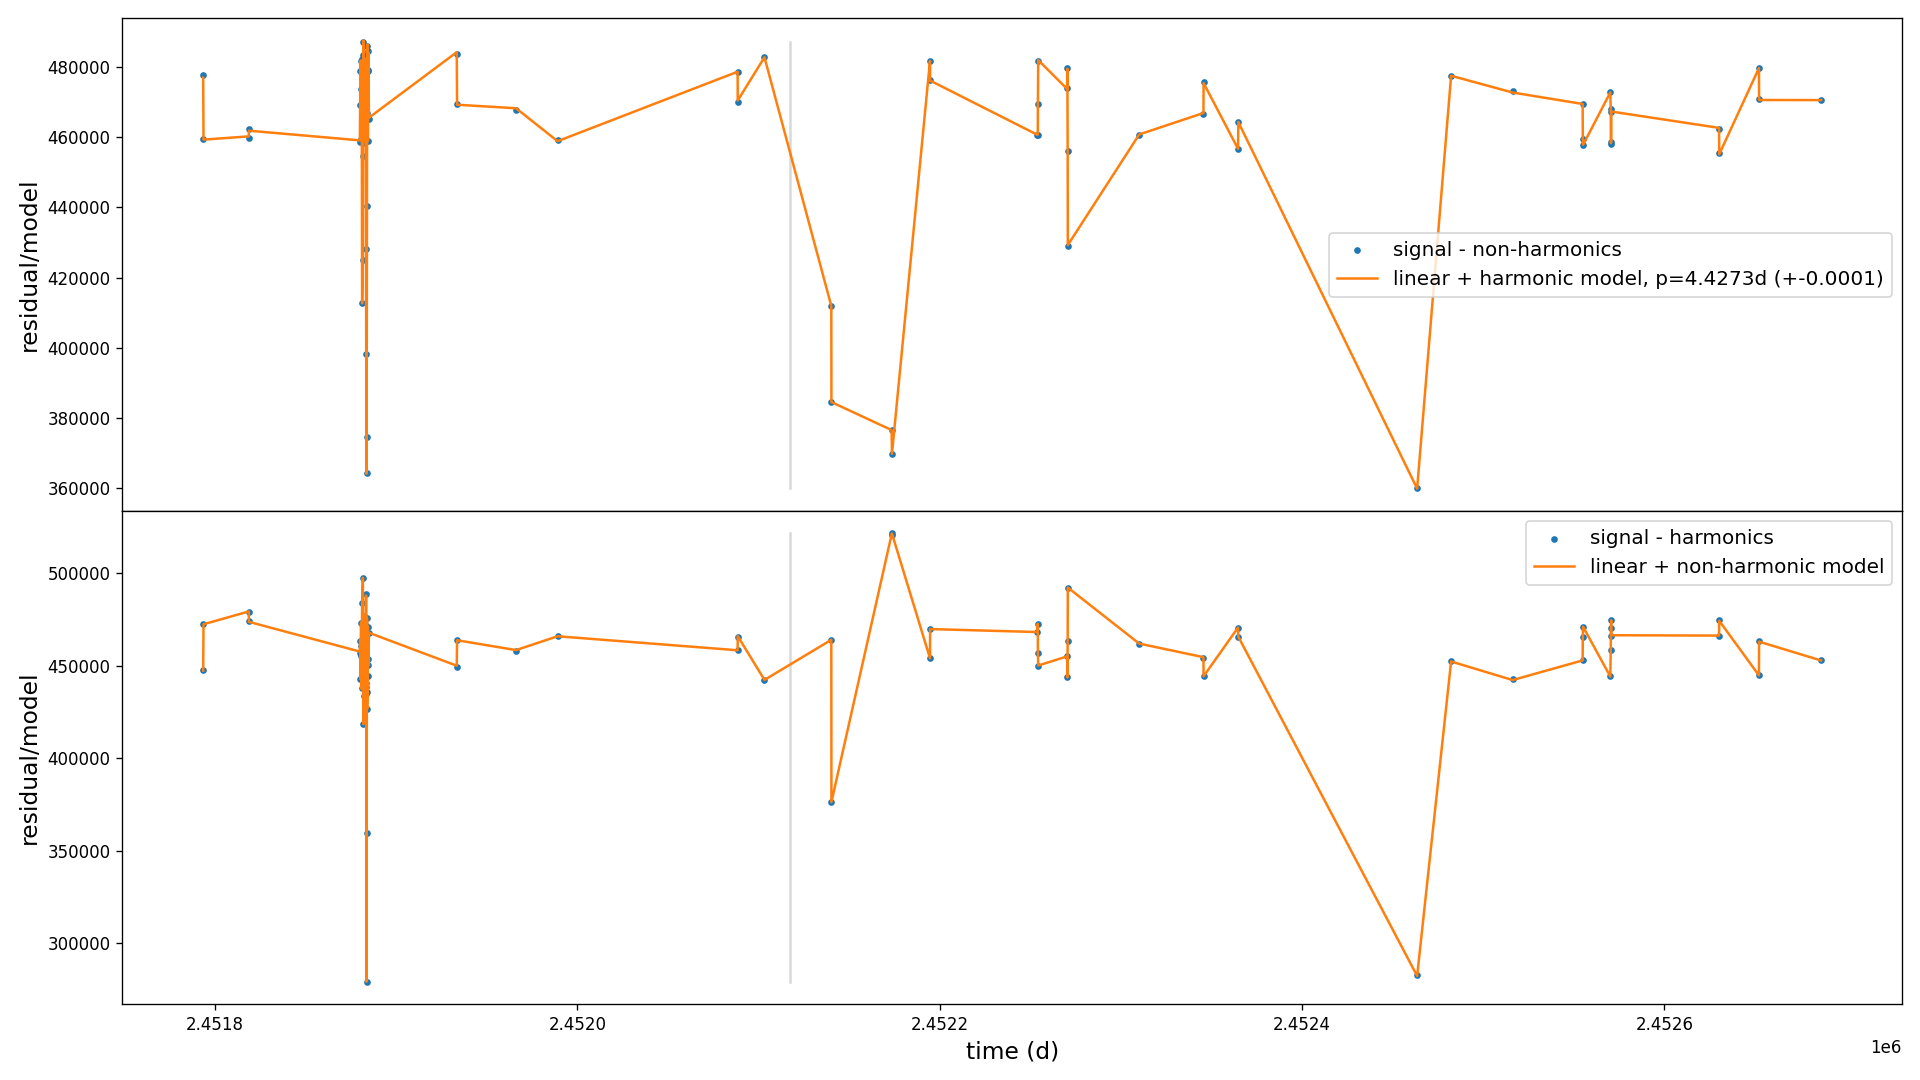 residual/model
480000
460000
440000
420000
400000
380000
360000
signal - non-harmonics
linear + harmonic model, p=4.4273d (+-0.0001)
residual/model
500000
450000
400000
350000
300000
signal - harmonics
linear + non-harmonic model
2.4518
2.4520
2.4522
2.4524
2.4526
1e6
time (d)